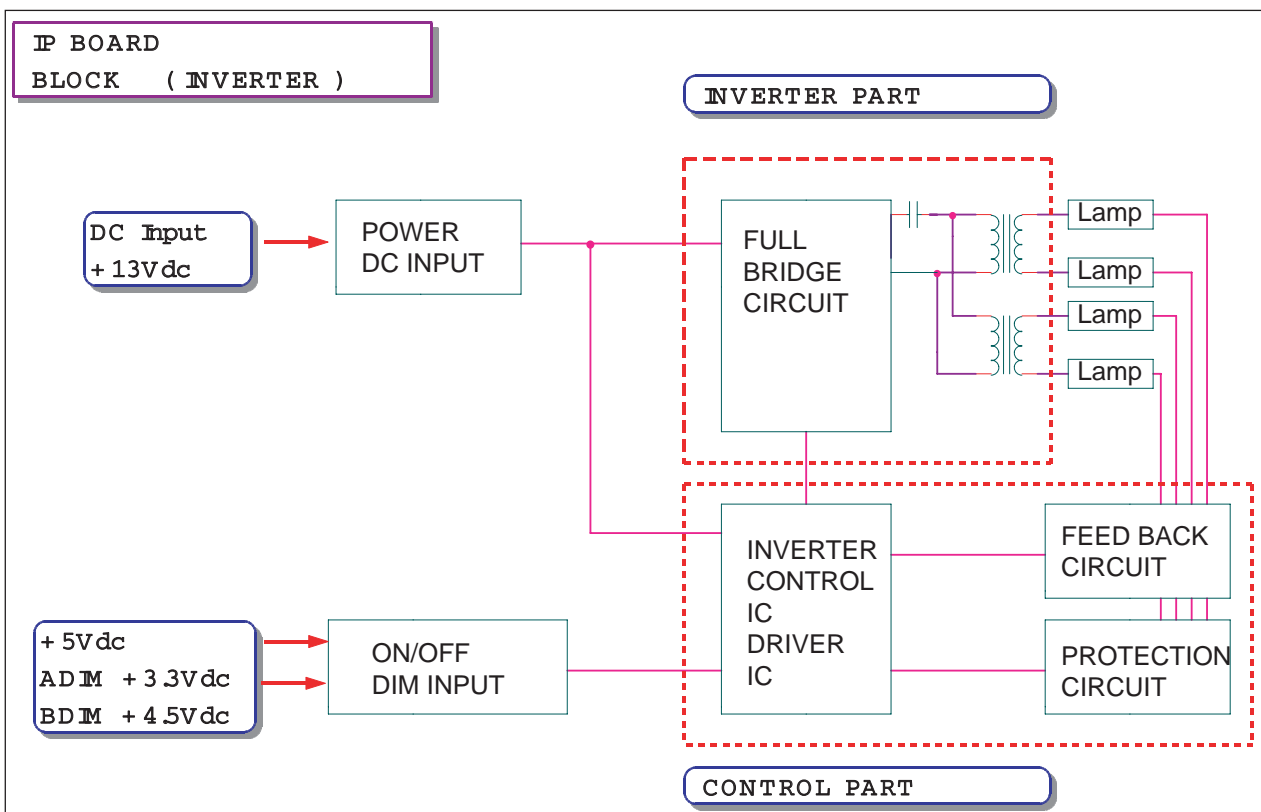 IP BOARD
BLOCK (INVERTER)
INVERTER PART
DC Input
+13Vdc
POWER
DC INPUT
FULL
BRIDGE
CIRCUIT
Lamp
Lamp
Lamp
Lamp
INVERTER
CONTROL
IC
DRIVER
IC
FEED BACK
CIRCUIT
+5Vdc
ADIM +3.3Vdc
BDIM +4.5Vdc
ON/OFF
DIM INPUT
PROTECTION
CIRCUIT
CONTROL PART